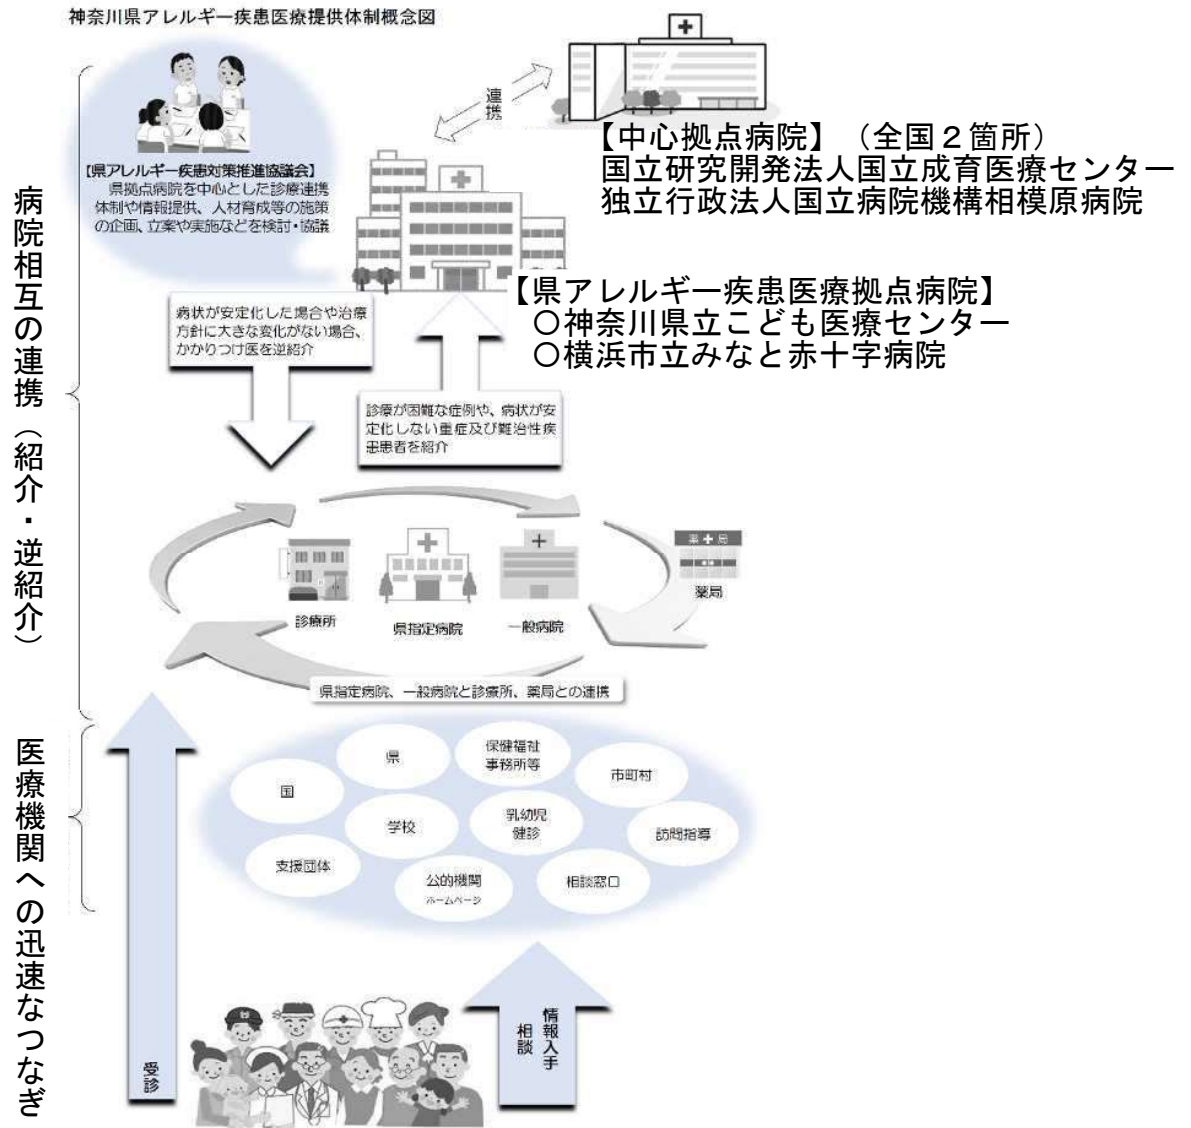 神奈川県アレルギー疾患医療提供体制概念図
連携
【中心拠点病院】（全国２箇所）
国立研究開発法人国立成育医療センター
独立行政法人国立病院機構相模原病院
【県アレルギー疾患対策推進協議会】
県拠点病院を中心とした診療連携
体制や情報提供、人材育成等の施策
の企画、立案や実施などを検討・協議
病院相互の連携（紹介・逆紹介）
【県アレルギー疾患医療拠点病院】
〇神奈川県立こども医療センター
〇横浜市立みなと赤十字病院
病状が安定化した場合や治療
方針に大きな変化がない場合、
かかりつけ医を逆紹介
診療が困難な症例や、病状が安
定化しない重症及び難治性疾
患患者を紹介
診療所
県指定病院
一般病院
薬＋局
薬局
県指定病院、一般病院と診療所、薬局との連携
医療機関への迅速なつなぎ
国
県
保健福祉
事務所等
市町村
学校
乳幼児
健診
訪問指導
支援団体
公的機関
ホームページ
相談窓口
受診
情報入手
相談